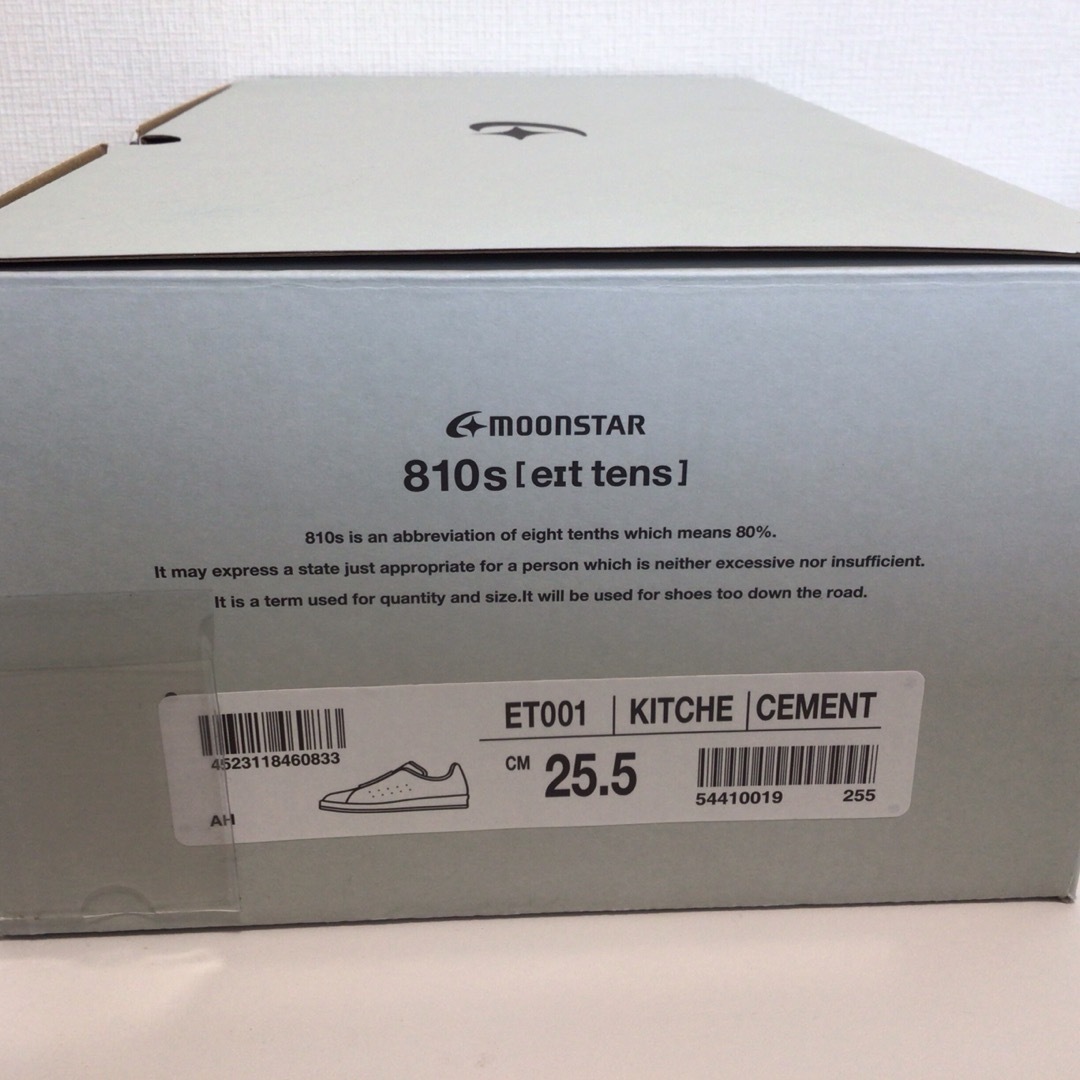 MOONSTAR
810s [eɪt tens]
810s is an abbreviation of eight tenths which means 80%.
It may express a state just appropriate for a person which is neither excessive nor insufficient.
It is a term used for quantity and size.It will be used for shoes too down the road.
ET001 | KITCHE | CEMENT
4523118460833
CM 25.5
54410019 255
AH